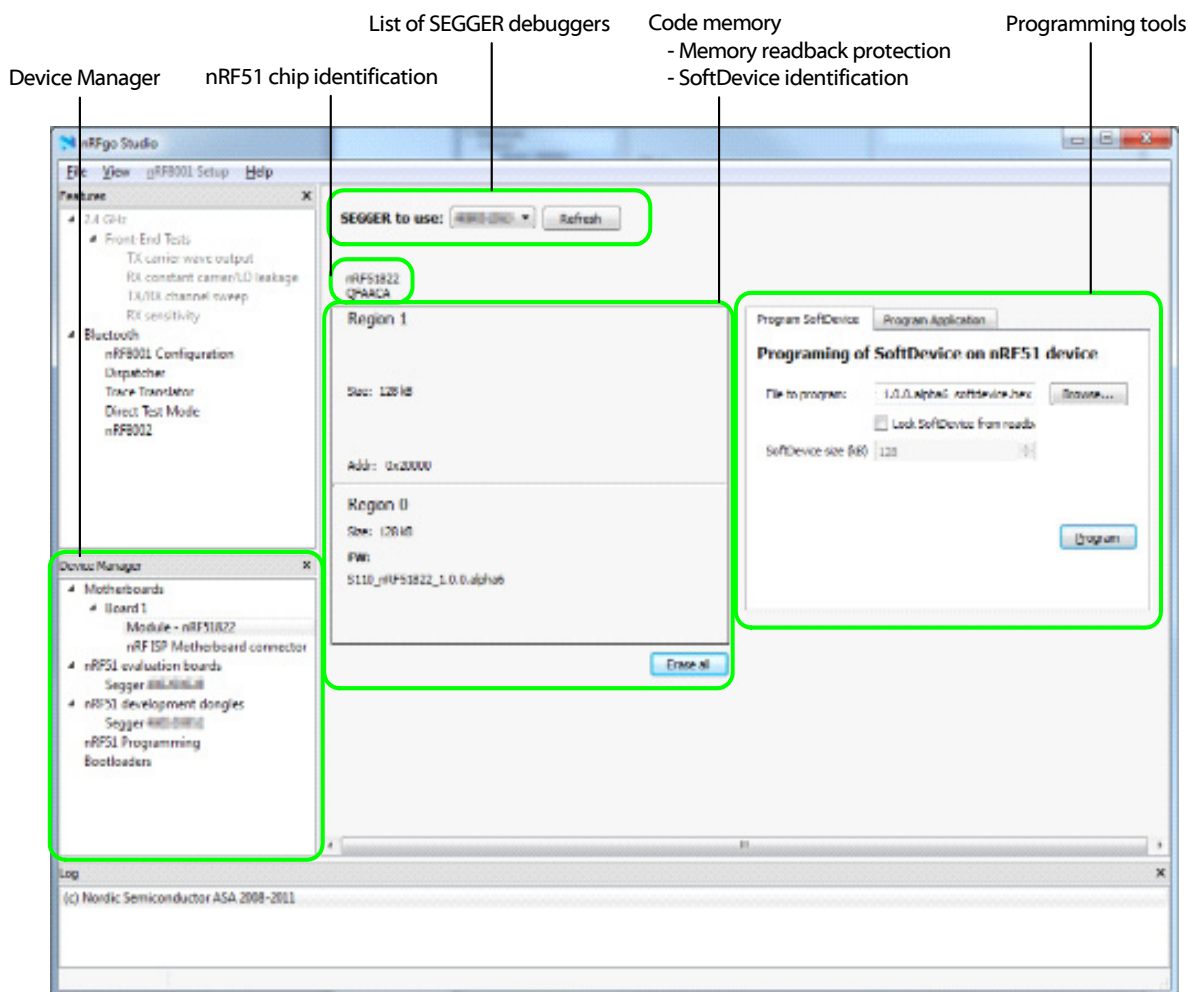 List of SEGGER debuggers
Code memory
- Memory readback protection
- SoftDevice identification
Programming tools
Device Manager
nRF51 chip identification
nRFgo Studio
File View nRF8001 Setup Help
Features
2.4 GHz
Front-End Tests
TX carrier wave output
RX constant carrier/LO leakage
TX/RX channel sweep
RX sensitivity
Bluetooth
nRF8001 Configuration
Dispatcher
Trace Translator
Direct Test Mode
nRF8002
Device Manager
Motherboards
Board 1
Module - nRF51822
nRF ISP Motherboard connector
nRF51 evaluation boards
Segger
nRF51 development dongles
Segger
nRF51 Programming
Bootloaders
SEGGER to use:
Refresh
nRF51822
QFAACA
Region 1
Size: 128 kB
Addr: 0x20000
Region 0
Size: 128 kB
FW:
S110_nRF51822_1.0.0.alpha6
Erase all
Program SoftDevice
Program Application
Programing of SoftDevice on nRF51 device
File to program:
1.0.0.alpha6_softdevice.hex
Browse...
Lock SoftDevice from readb
SoftDevice size (kB)
128
Program
Log
(c) Nordic Semiconductor ASA 2008-2011